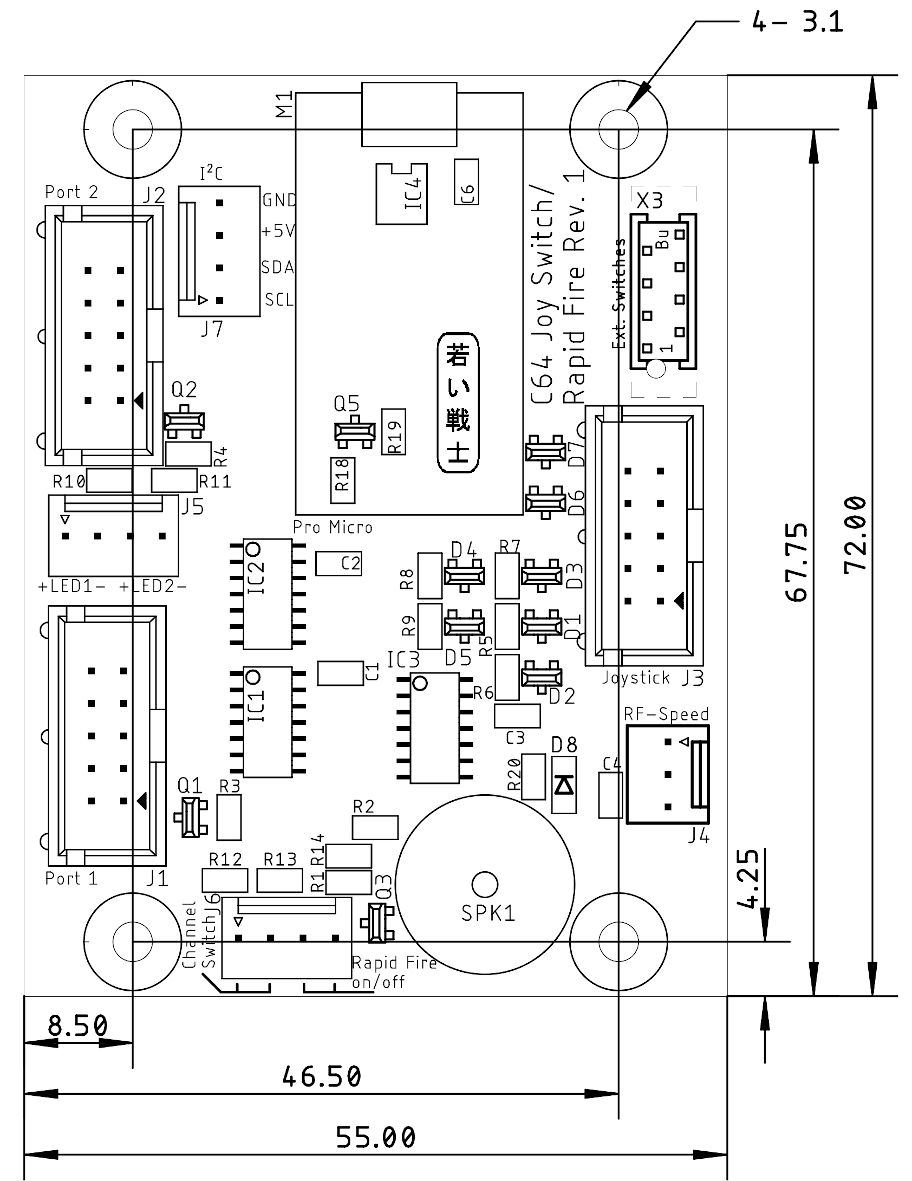 4- 3.1
M1
I²C
IC4
C6
Port 2
J2
GND
+5V
SDA
SCL
J7
X3
Bu
1
Ext. Switches
C64 Joy Switch/
Rapid Fire Rev. 1
若い戦士
Q2
Q5
R19
R18
R4
R10
R11
J5
D7
D6
Pro Micro
+LED1- +LED2-
IC2
C2
R8
D4
R7
D3
R9
D5
R5
D1
IC3
C1
R6
D2
IC1
C3
Joystick J3
RF-Speed
R20
D8
C4
J4
Q1
R3
R2
R14
R1
R12
R13
Q3
Port 1
J1
J6
SPK1
Channel
Switch
Rapid Fire
on/off
67.75
72.00
4.25
8.50
46.50
55.00